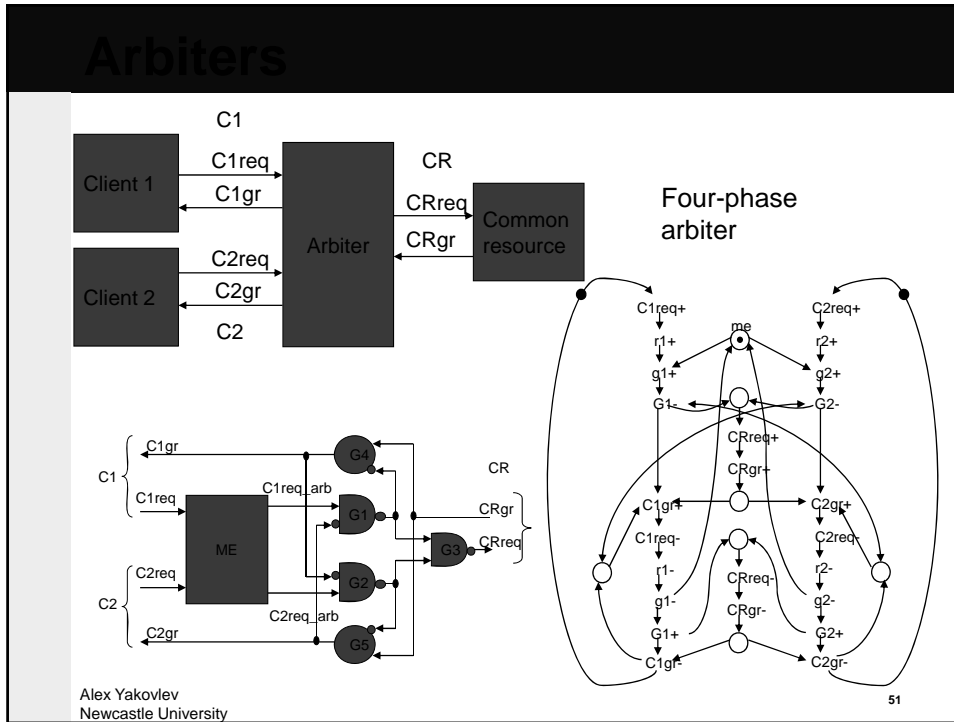 Arbiters
C1
C1req
C1gr
Client 1
Arbiter
CR
CRreq
CRgr
Common
resource
C2req
C2gr
Client 2
C2
Four-phase
arbiter
C1req+
r1+
g1+
G1-
me
C2req+
r2+
g2+
G2-
CRreq+
CRgr+
C1gr+
C1req-
r1-
g1-
G1+
C1gr-
C2gr+
C2req-
r2-
g2-
G2+
C2gr-
CRreq-
CRgr-
C1gr
C1
C1req
C1req_arb
G4
G1
ME
G3
CR
CRgr
CRreq
C2req
C2
C2gr
G2
C2req_arb
G5
Alex Yakovlev
Newcastle University
51